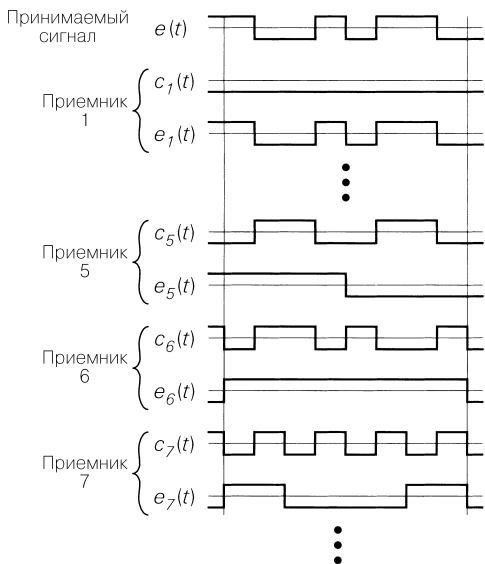 Принимаемый
сигнал
e(t)
Приемник
1
c₁(t)
e₁(t)
Приемник
5
c₅(t)
e₅(t)
Приемник
6
c₆(t)
e₆(t)
Приемник
7
c₇(t)
e₇(t)